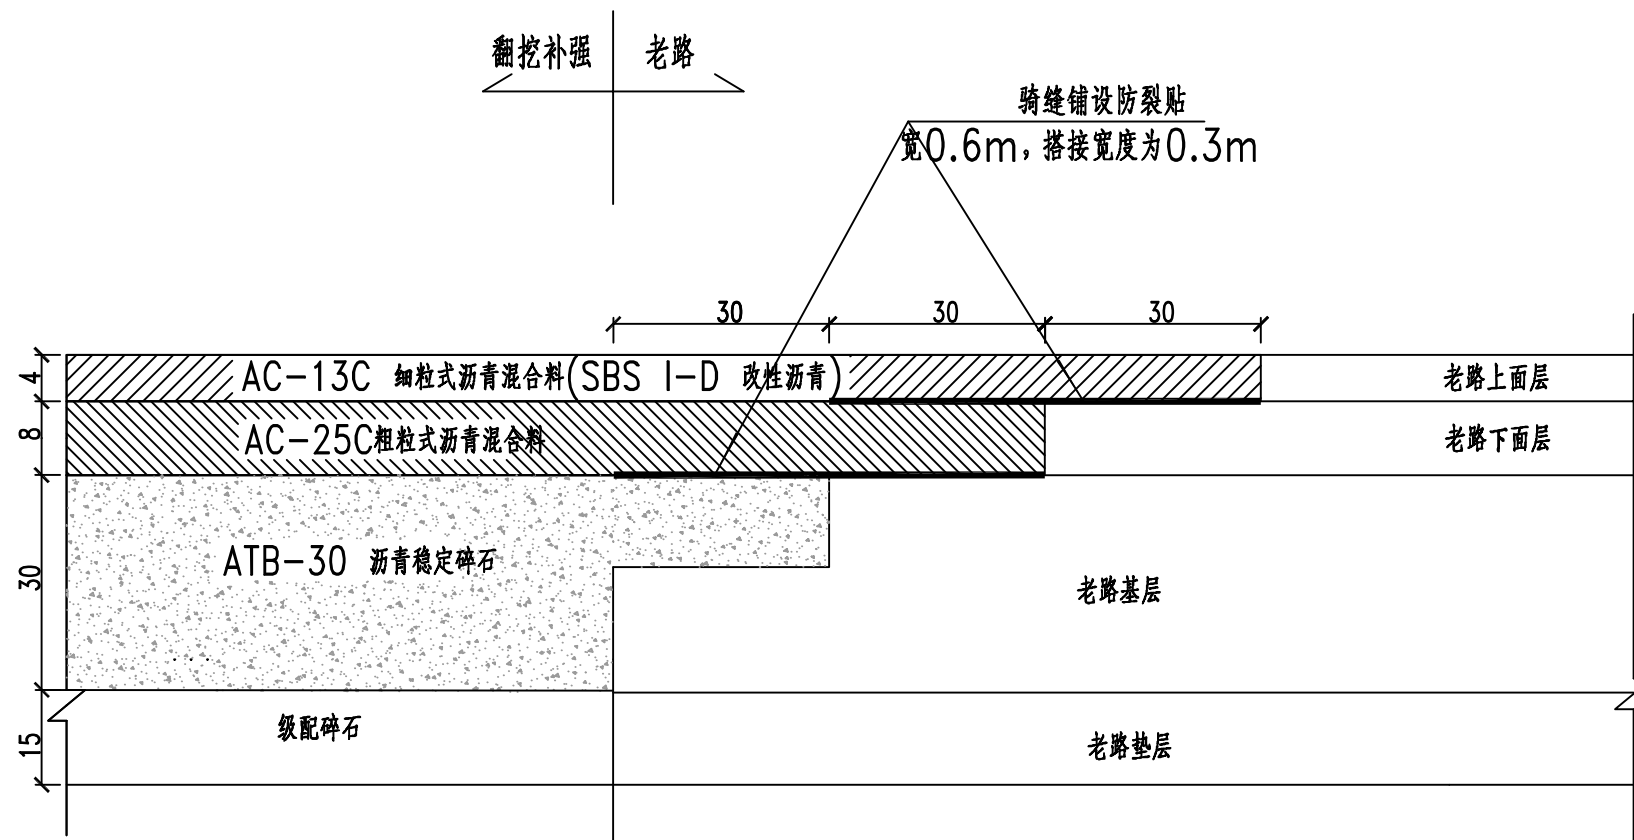 翻挖补强 老路
骑缝铺设防裂贴
宽0.6m，搭接宽度为0.3m
30 30 30
4
AC-13C 细粒式沥青混合料(SBS I-D 改性沥青)
老路上面层
8
AC-25C粗粒式沥青混合料
老路下面层
30
ATB-30 沥青稳定碎石
老路基层
15
级配碎石
老路垫层